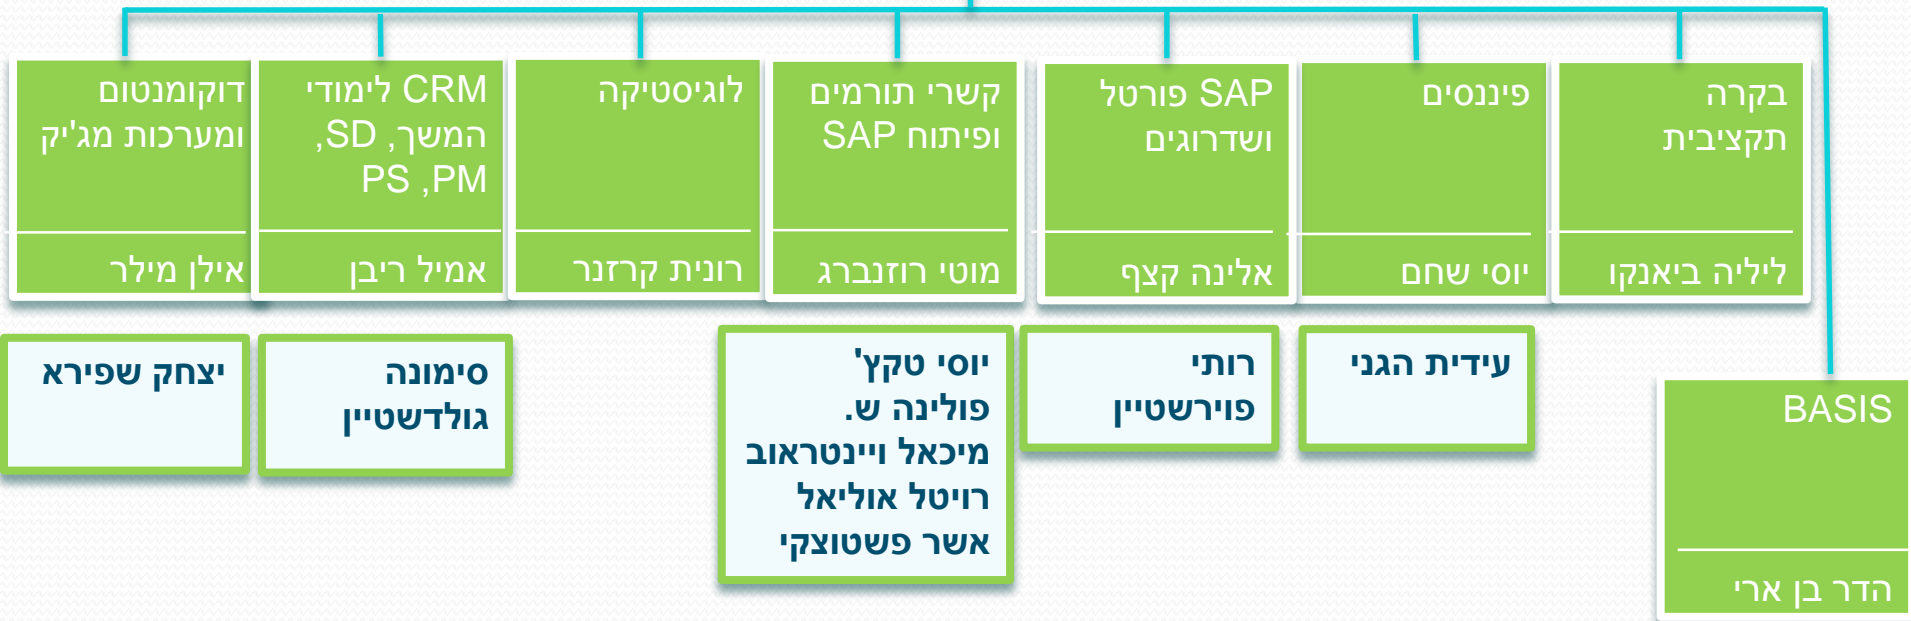 בקרה
תקציבית
ליליה ביאנקו
פיננסים
יוסי שחם
עידית הגני
SAP פורטל
ושדרוגים
אלינה קצף
רותי
פוירשטיין
קשרי תורמים
ופיתוח SAP
מוטי רוזנברג
יוסי טקץ'
פולינה ש.
מיכאל ויינטראוב
רויטל אוליאל
אשר פשטוצקי
לוגיסטיקה
רונית קרזנר
CRM לימודי
המשך, SD,
PS ,PM
אמיל ריבן
סימונה
גולדשטיין
דוקומנטום
ומערכות מג'יק
אילן מילר
יצחק שפירא
BASIS
הדר בן ארי